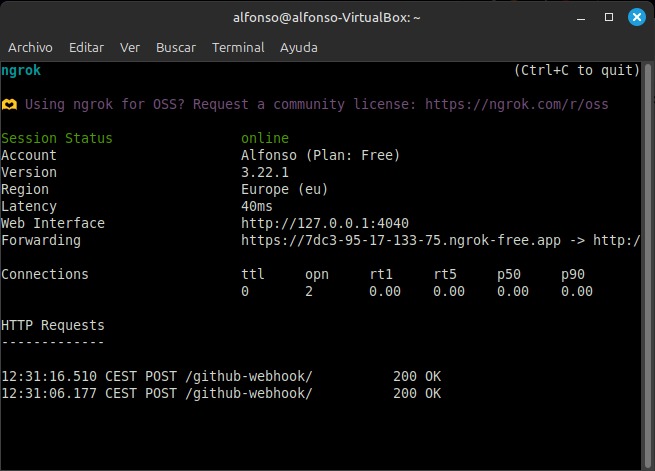 alfonso@alfonso-VirtualBox: ~
Archivo Editar Ver Buscar Terminal Ayuda
ngrok (Ctrl+C to quit)
🫶 Using ngrok for OSS? Request a community license: https://ngrok.com/r/oss
Session Status online
Account Alfonso (Plan: Free)
Version 3.22.1
Region Europe (eu)
Latency 40ms
Web Interface http://127.0.0.1:4040
Forwarding https://7dc3-95-17-133-75.ngrok-free.app -> http:/
Connections ttl opn rt1 rt5 p50 p90
0 2 0.00 0.00 0.00 0.00
HTTP Requests
-------------
12:31:16.510 CEST POST /github-webhook/ 200 OK
12:31:06.177 CEST POST /github-webhook/ 200 OK